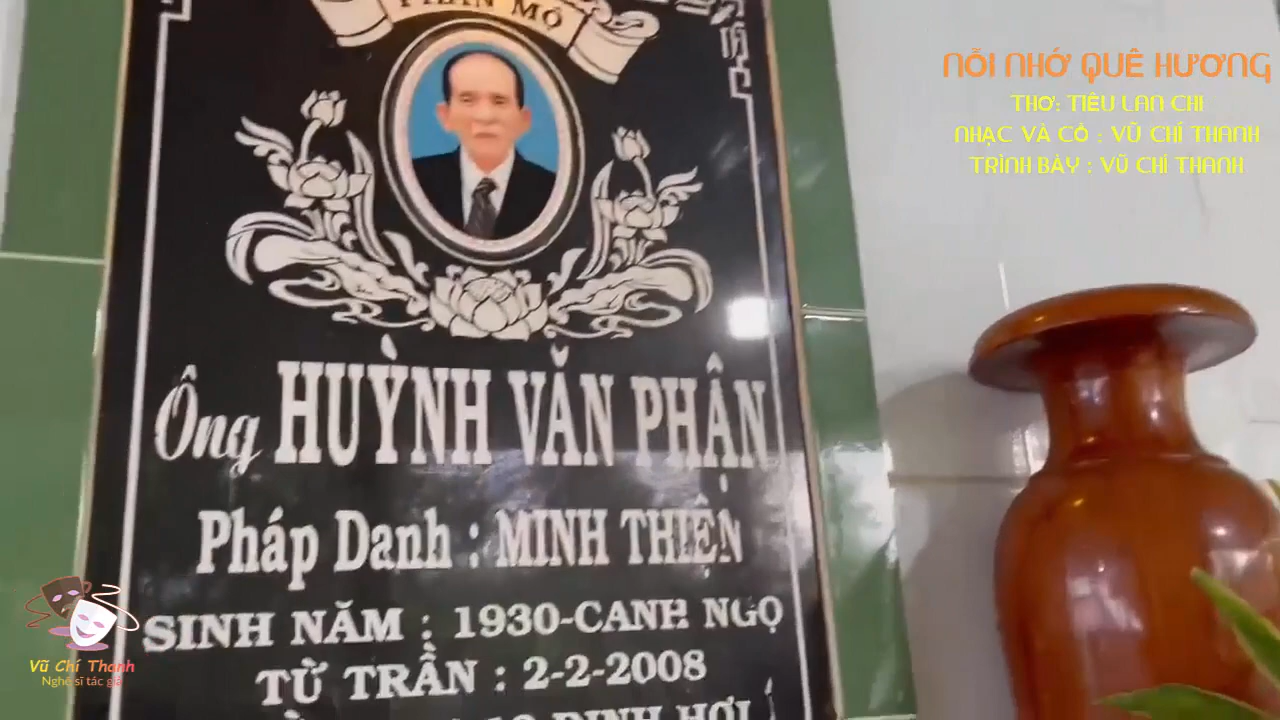 PHẦN MỘ
Ông HUỲNH VĂN PHẬN
Pháp Danh : MINH THIỆN
SINH NĂM : 1930-CANH NGỌ
TỪ TRẦN : 2-2-2008
ĐINH HỢI
NỖI NHỚ QUÊ HƯƠNG
THƠ: TIÊU LAN CHI
NHẠC VÀ CỔ : VŨ CHÍ THANH
TRÌNH BÀY : VŨ CHÍ THANH
Vũ Chí Thanh
Nghệ sĩ tác giả